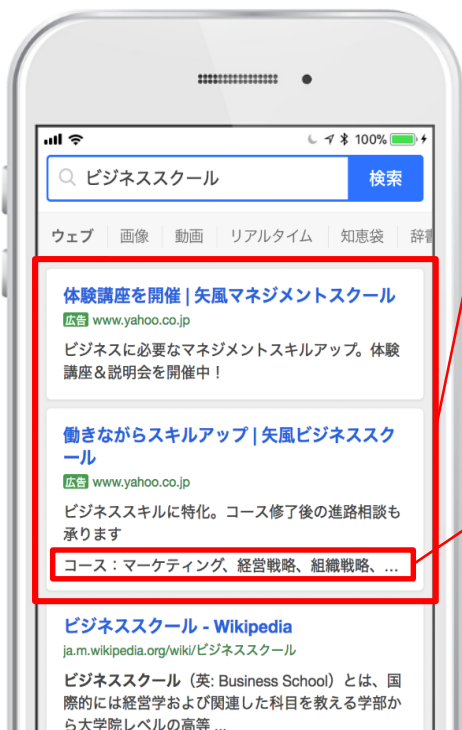 100%
ビジネススクール
検索
ウェブ 画像 動画 リアルタイム 知恵袋 辞書
体験講座を開催 | 矢風マネジメントスクール
広告 www.yahoo.co.jp
ビジネスに必要なマネジメントスキルアップ。体験
講座&説明会を開催中！
働きながらスキルアップ | 矢風ビジネススク
ール
広告 www.yahoo.co.jp
ビジネススキルに特化。コース修了後の進路相談も
承ります
コース：マーケティング、経営戦略、組織戦略、...
ビジネススクール - Wikipedia
ja.m.wikipedia.org/wiki/ビジネススクール
ビジネススクール（英: Business School）とは、国
際的には経営学および関連した科目を教える学部か
ら大学院レベルの高等 ...